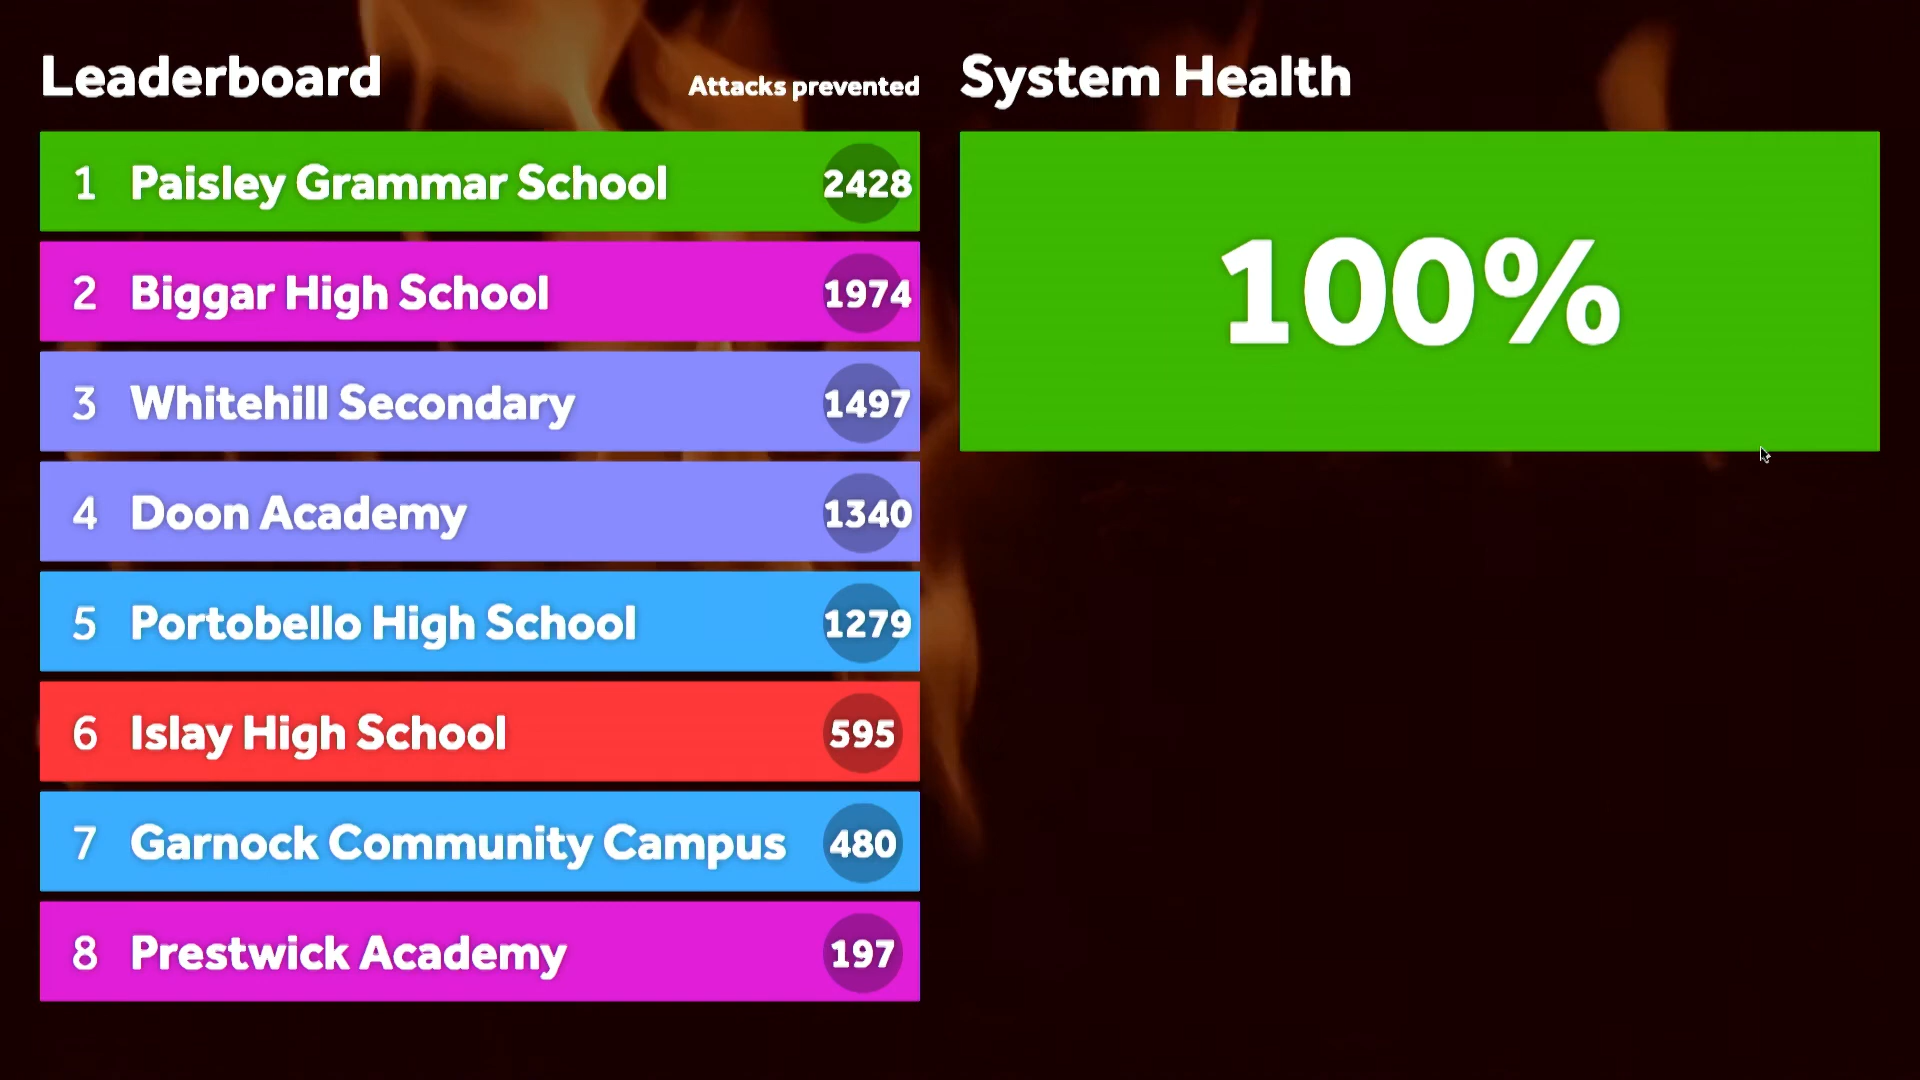 Leaderboard
Attacks prevented
1 Paisley Grammar School 2428
2 Biggar High School 1974
3 Whitehill Secondary 1497
4 Doon Academy 1340
5 Portobello High School 1279
6 Islay High School 595
7 Garnock Community Campus 480
8 Prestwick Academy 197
System Health
100%